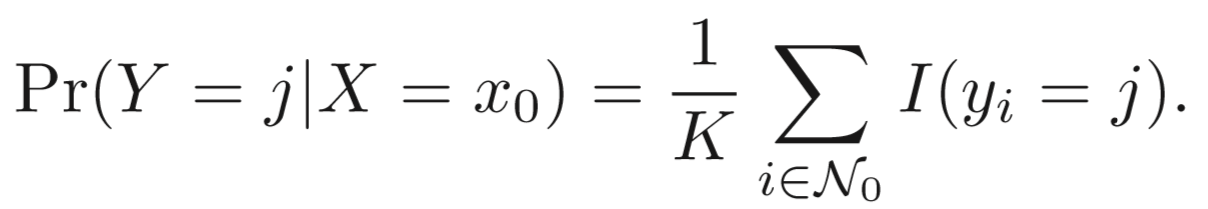 $$\Pr(Y = j|X = x_0) = \frac{1}{K} \sum_{i \in \mathcal{N}_0} I(y_i = j).$$